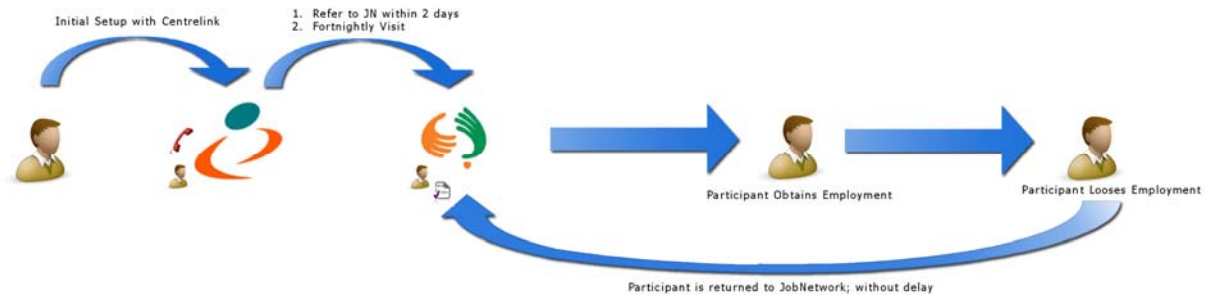 Initial Setup with Centrelink
1. Refer to JN within 2 days
2. Fortnightly Visit
Participant Obtains Employment
Participant Looses Employment
Participant is returned to JobNetwork; without delay